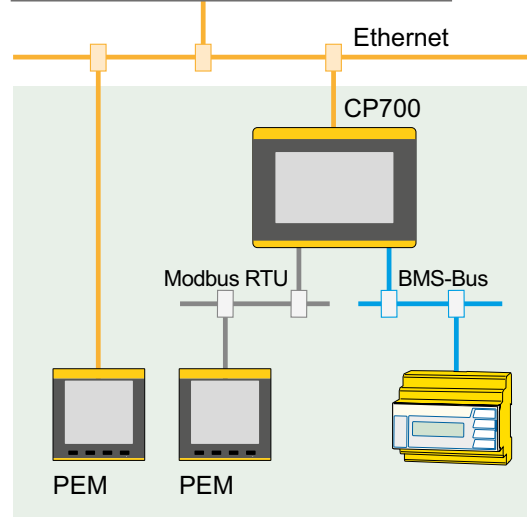 Ethernet
CP700
Modbus RTU
BMS-Bus
PEM
PEM